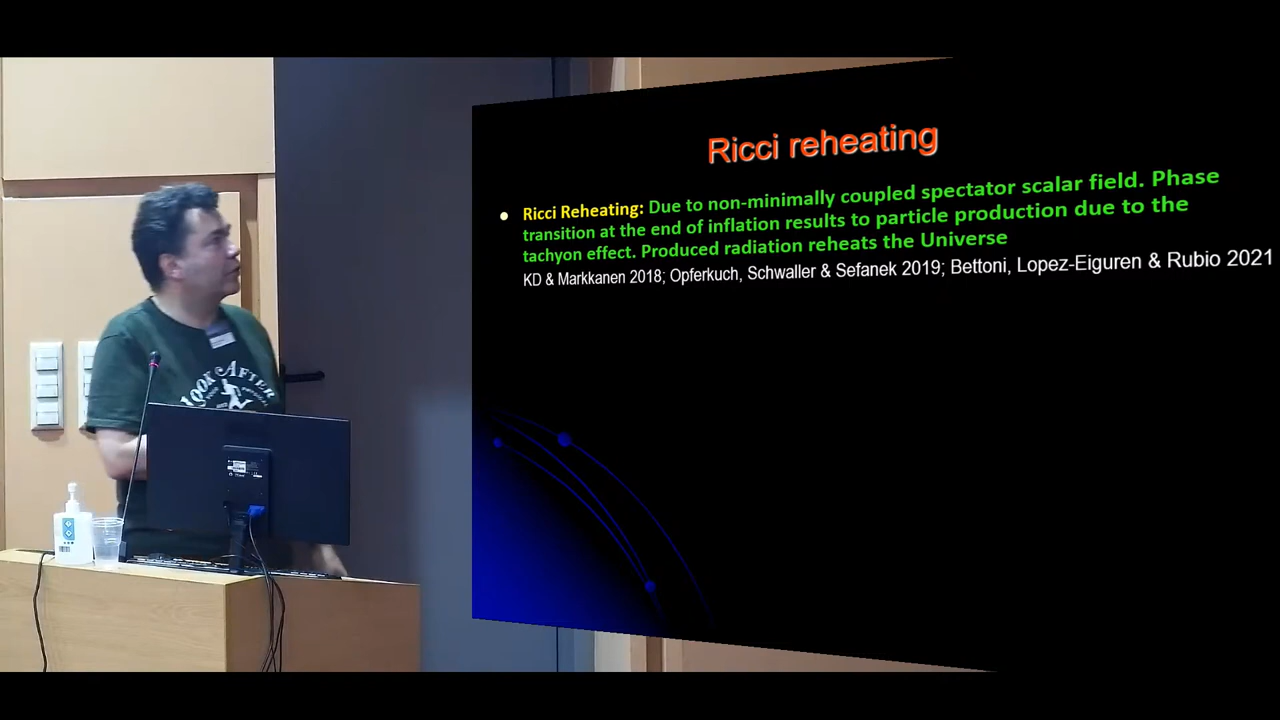 Ricci reheating
Ricci Reheating: Due to non-minimally coupled spectator scalar field. Phase
transition at the end of inflation results to particle production due to the
tachyon effect. Produced radiation reheats the Universe
KD & Markkanen 2018; Opferkuch, Schwaller & Sefanek 2019; Bettoni, Lopez-Eiguren & Rubio 2021
LOOK AFTER